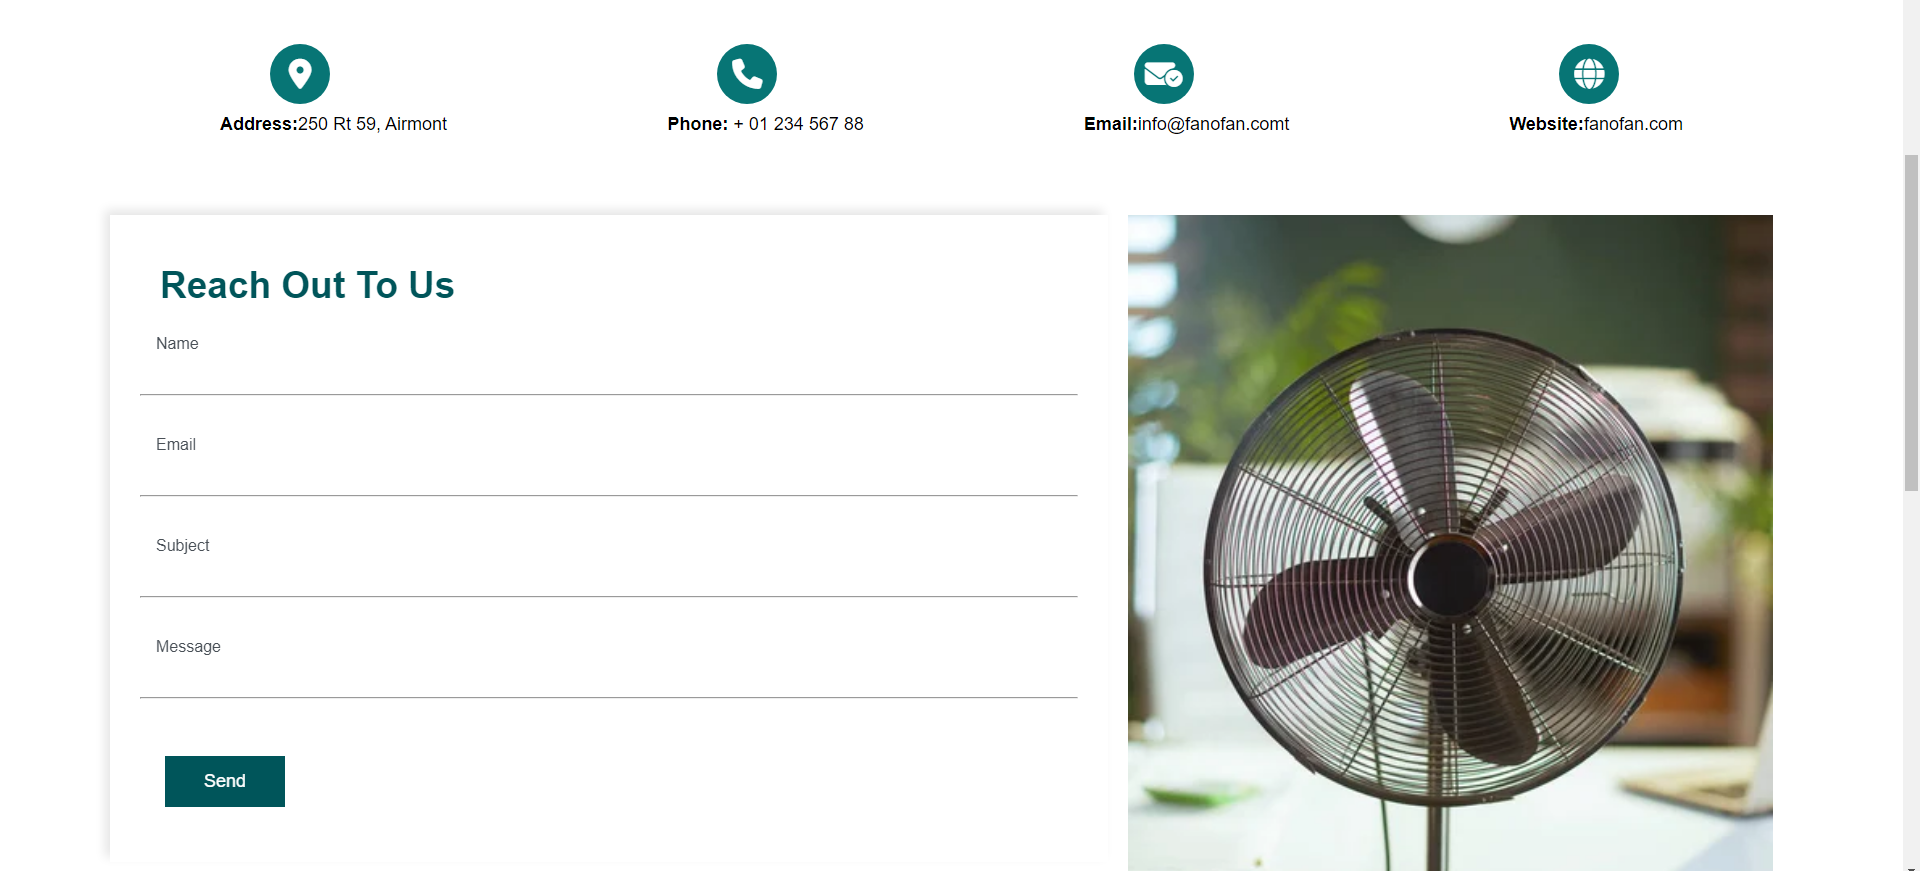 Address:250 Rt 59, Airmont
Phone: + 01 234 567 88
Email:info@fanofan.comt
Website:fanofan.com
Reach Out To Us
Name
Email
Subject
Message
Send